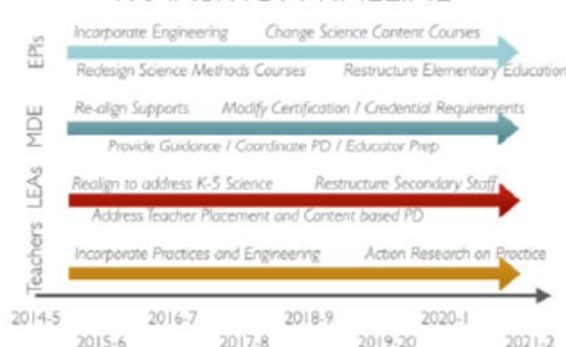 Incorporate Engineering Change Science Content Courses
EPIs
Redesign Science Methods Courses Restructure Elementary Education
Re-align Supports Modify Certification / Credential Requirements
MDE
Provide Guidance / Coordinate PD / Educator Prep
Realign to address K-5 Science Restructure Secondary Staff
LEAs
Address Teacher Placement and Content based PD
Incorporate Practices and Engineering Action Research on Practice
Teachers
2014-5 2016-7 2018-9 2020-1
2015-6 2017-8 2019-20 2021-2